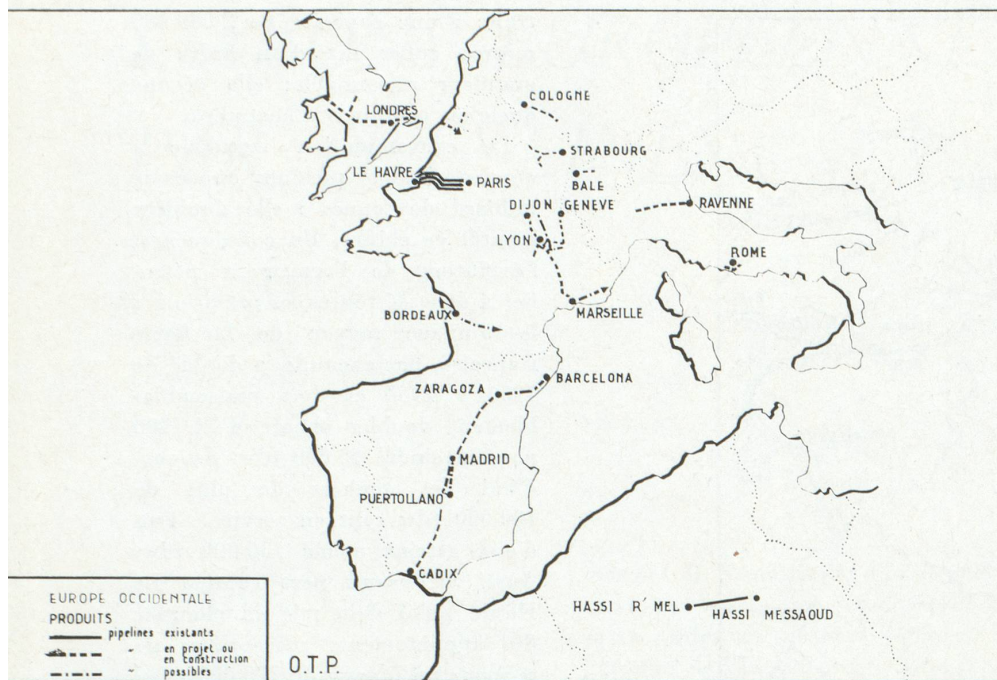 COLOGNE
LONDRES
STRABOURG
LE HAVRE
PARIS
BALE
DIJON
GENEVE
RAVENNE
LYON
ROME
BORDEAUX
MARSEILLE
ZARAGOZA
BARCELONA
MADRID
PUERTOLLANO
CADIX
HASSI R'MEL
HASSI MESSAOUD
EUROPE OCCIDENTALE
PRODUITS
pipelines existants
" en projet ou
en construction
" possibles
O.T.P.